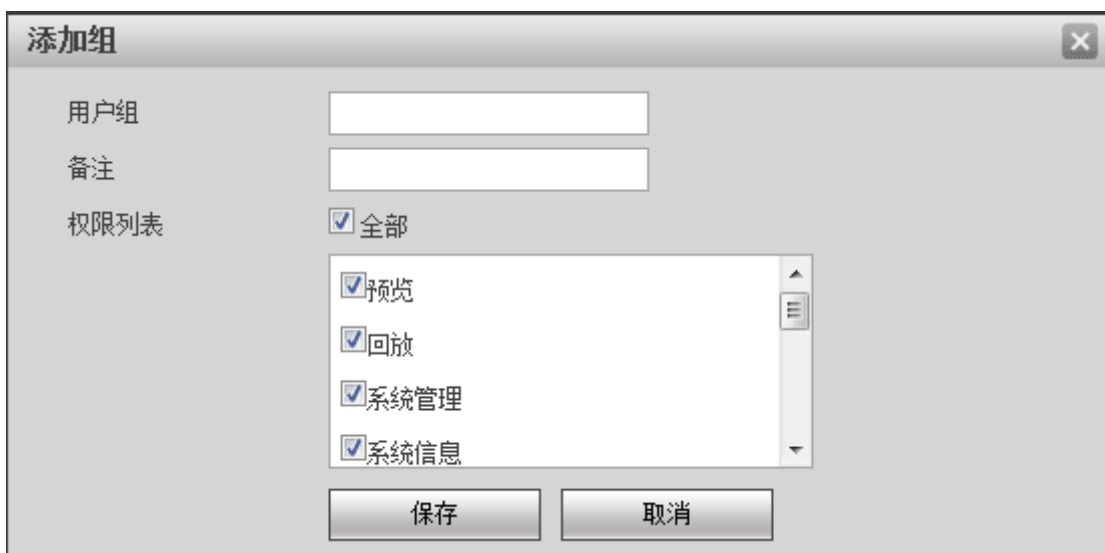 添加组
用户组
备注
权限列表 全部
预览
回放
系统管理
系统信息
保存 取消